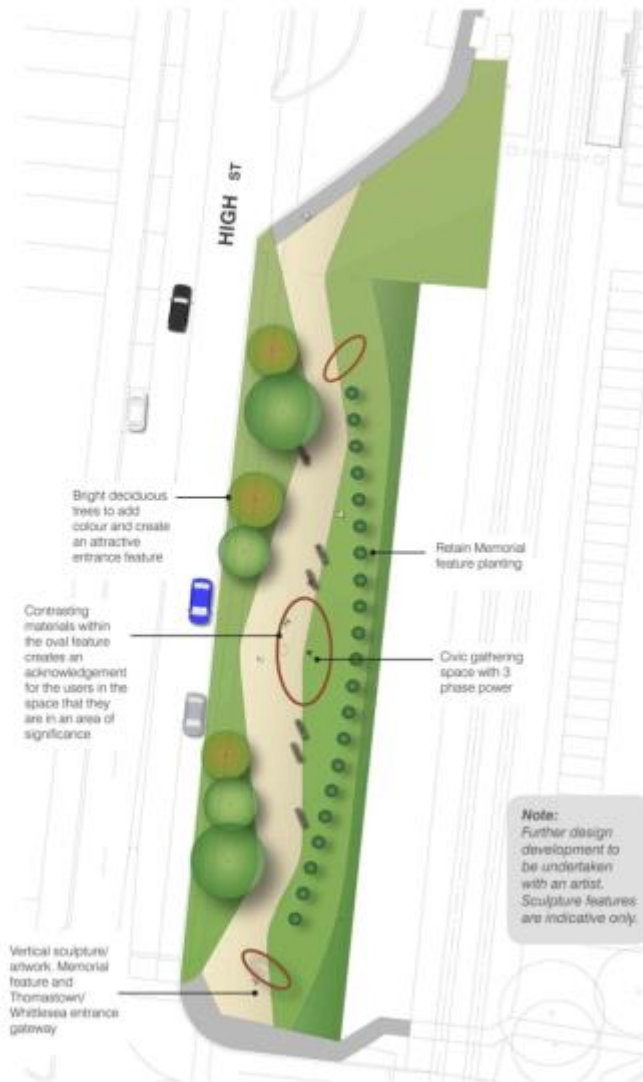 HIGH ST
Bright deciduous
trees to add
colour and create
an attractive
entrance feature
Retain Memorial
feature planting
Contrasting
materials within
the oval feature
creates an
acknowledgement
for the users in the
space that they
are in an area of
significance
Civic gathering
space with 3
phase power
Note:
Further design
development to
be undertaken
with an artist.
Sculpture features
are indicative only.
Vertical sculpture/
artwork. Memorial
feature and
Thomastown/
Whittlesea entrance
gateway